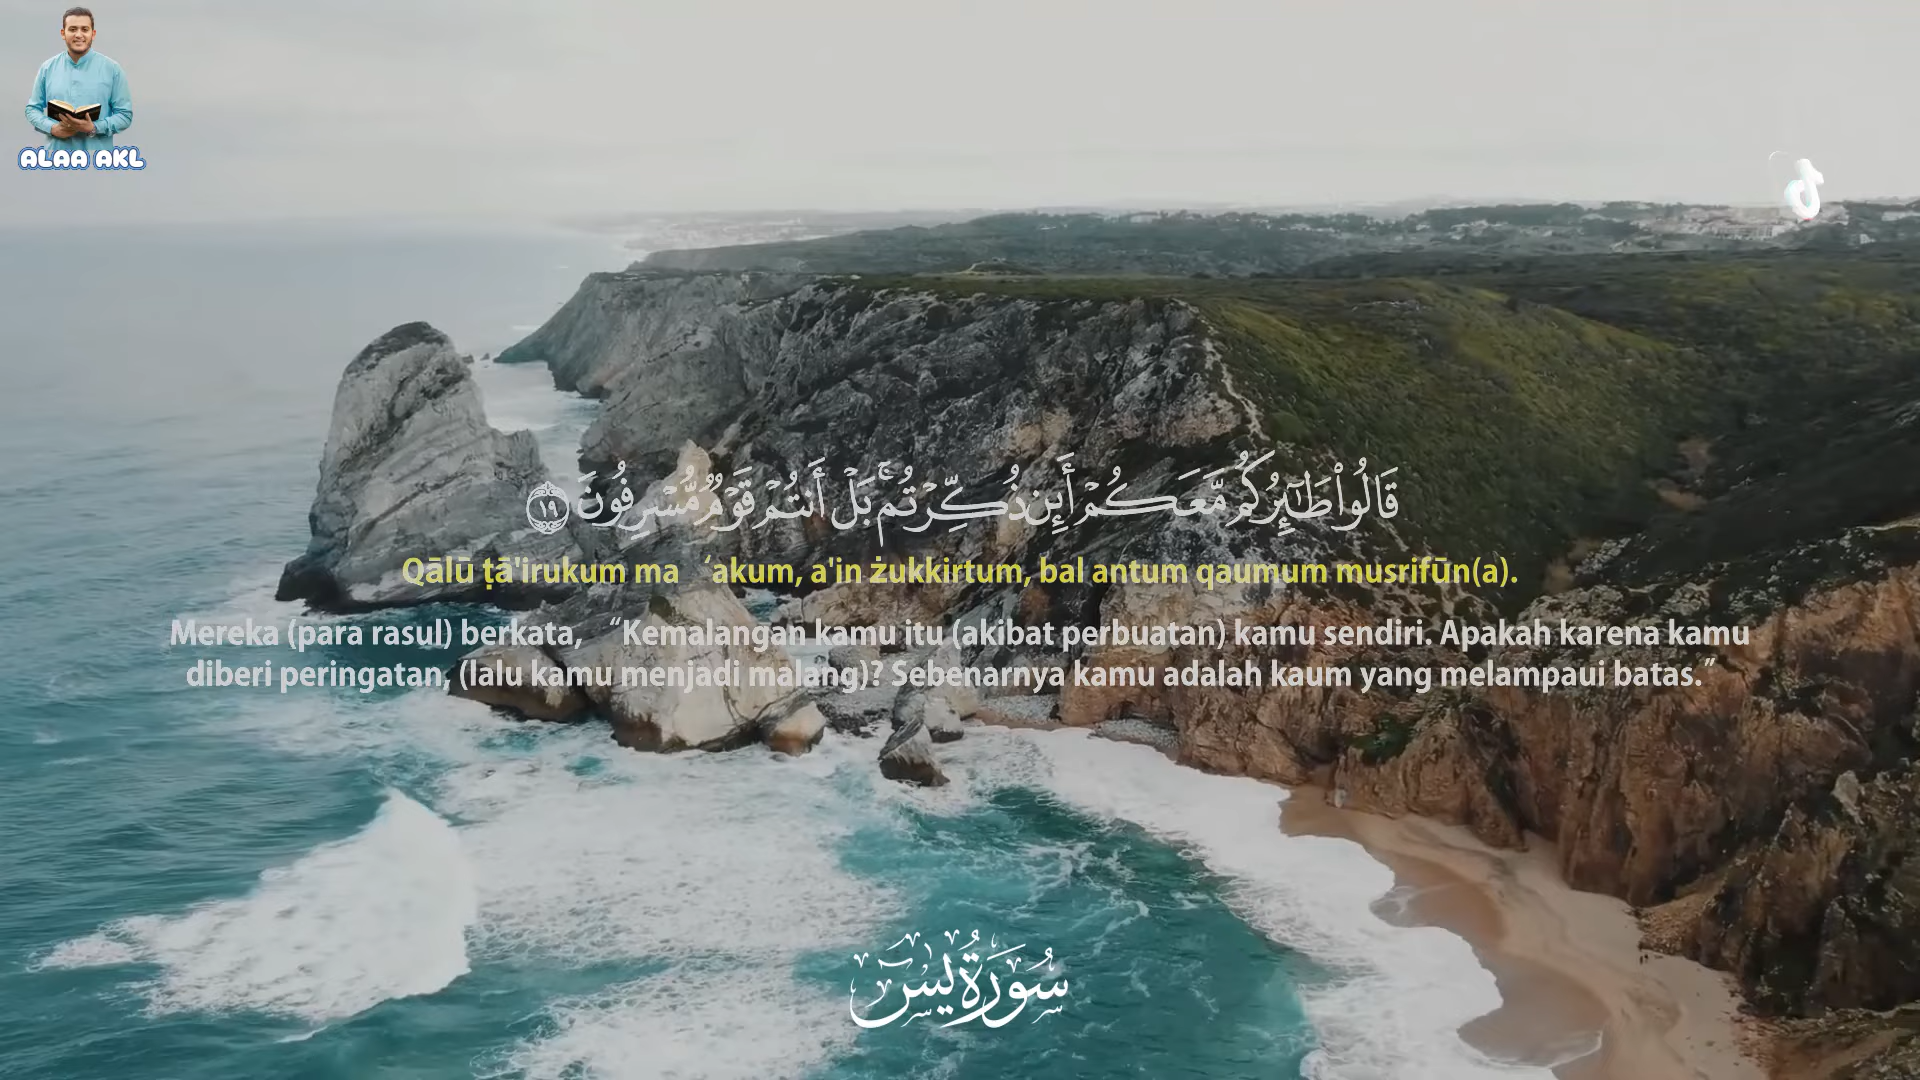 ALAA AKL
قَالُوا۟ طَـٰٓئِرُكُم مَّعَكُمْ أَئِن ذُكِّرْتُم ۚ بَلْ أَنتُمْ قَوْمٌ مُّسْرِفُونَ ١٩
Qālū ṭā'irukum ma ‘akum, a'in żukkirtum, bal antum qaumum musrifūn(a).
Mereka (para rasul) berkata, “Kemalangan kamu itu (akibat perbuatan) kamu sendiri. Apakah karena kamu
diberi peringatan, (lalu kamu menjadi malang)? Sebenarnya kamu adalah kaum yang melampaui batas.”
سُورَةُ يسٓ